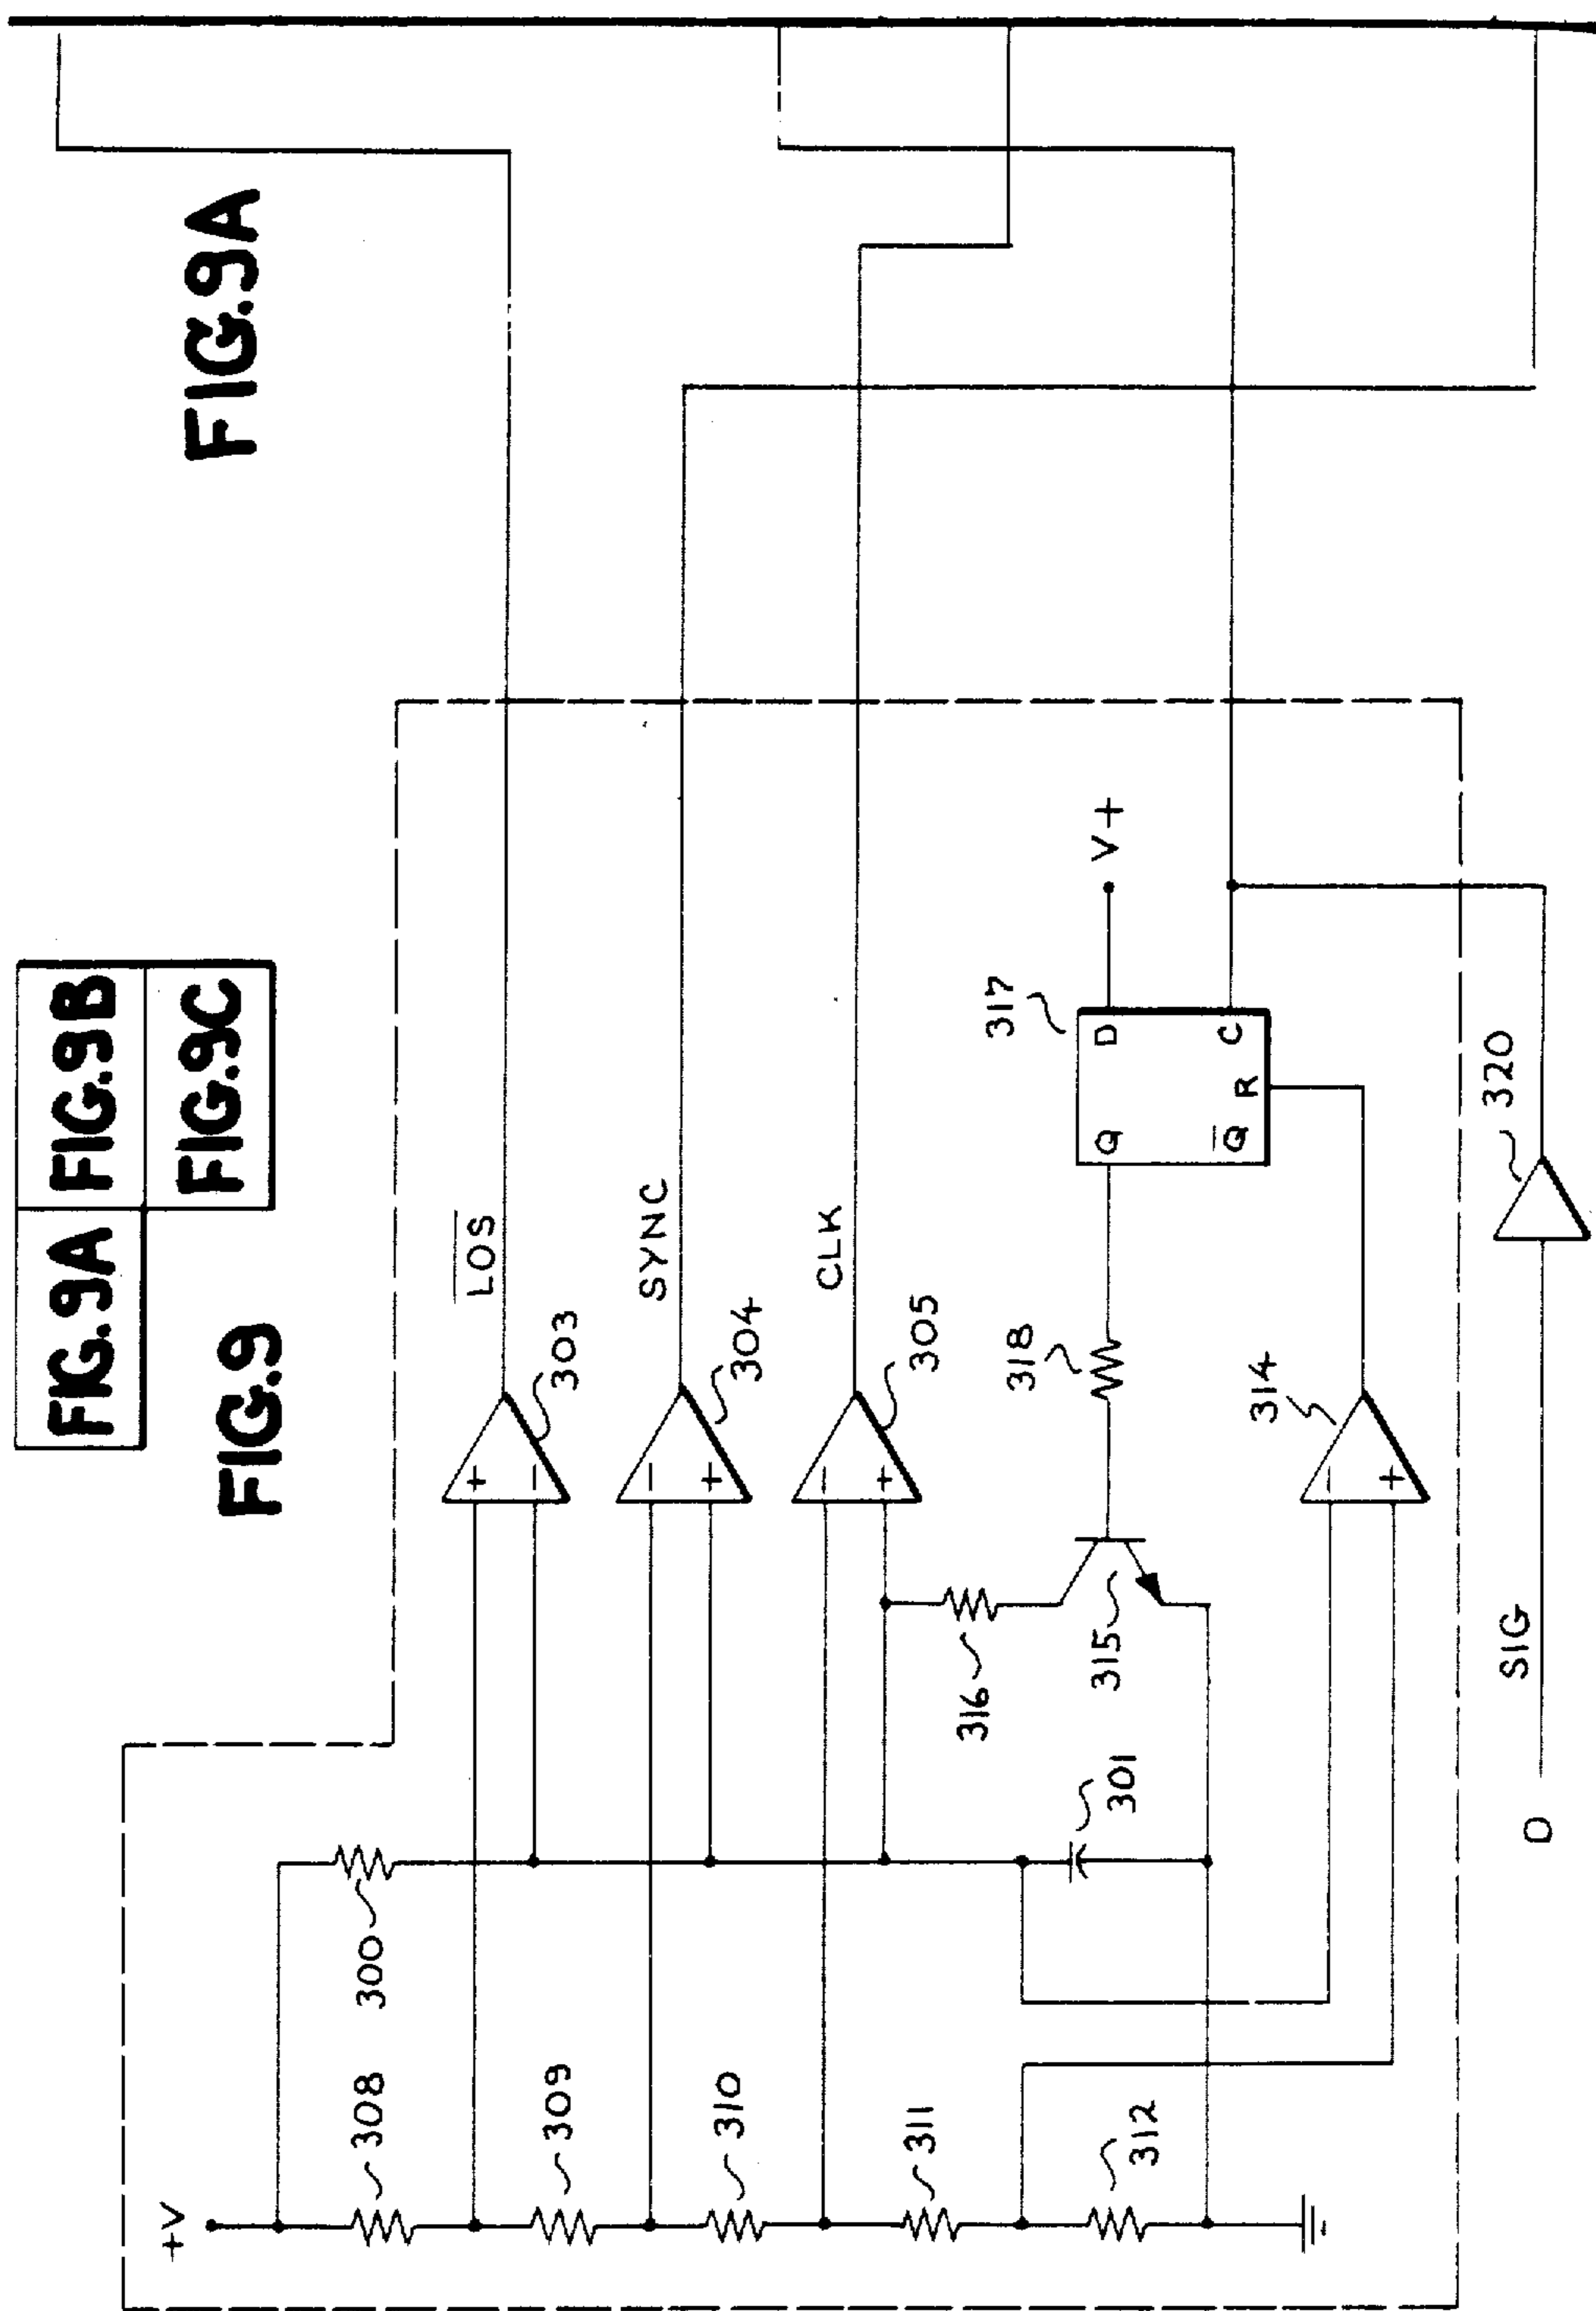 FIG.9A
FIG.9B
FIG.9C
FIG.9
FIG.9A
+V
308
309
310
311
312
300
301
316
315
318
317
Q
D
Q̅
R
C
V+
+
−
303
L̅O̅S̅
−
+
304
SYNC
−
+
305
CLK
−
+
314
D
SIG
320